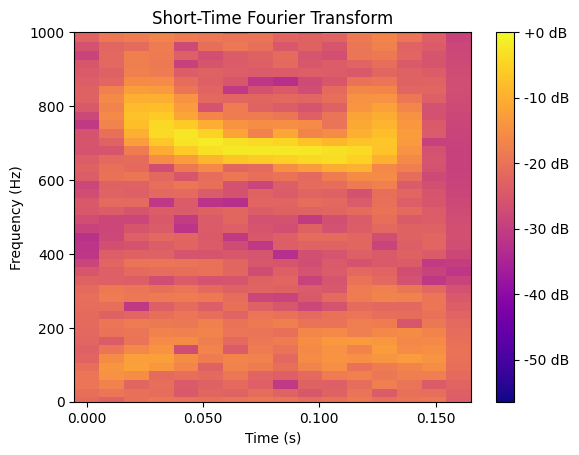 Short-Time Fourier Transform
1000
800
600
400
200
0
Frequency (Hz)
0.000
0.050
0.100
0.150
Time (s)
+0 dB
-10 dB
-20 dB
-30 dB
-40 dB
-50 dB